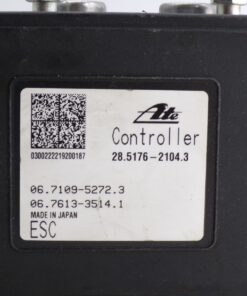 Ate
Controller
28.5176-2104.3
0300222219200187
06.7109-5272.3
06.7613-3514.1
MADE IN JAPAN
ESC